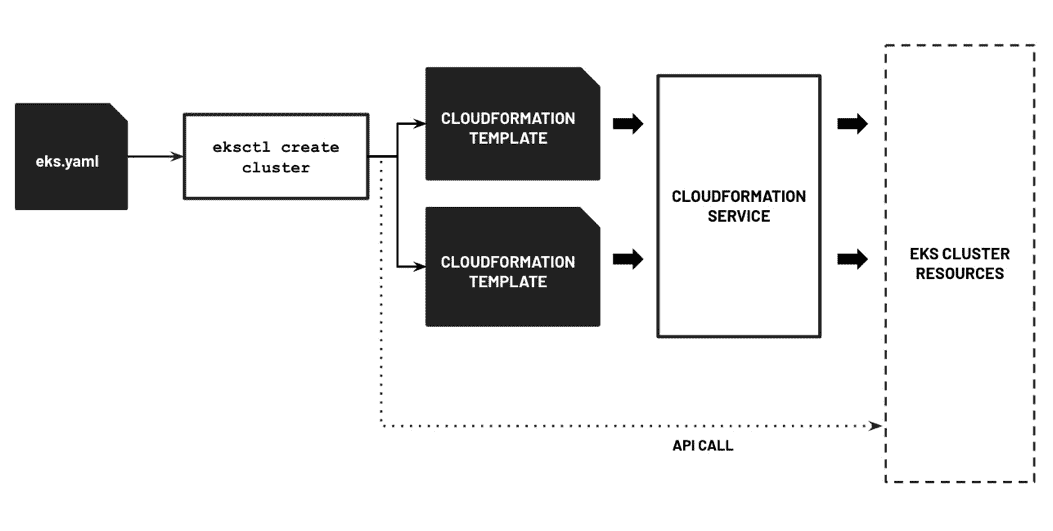 eks.yaml
eksctl create
cluster
CLOUDFORMATION
TEMPLATE
CLOUDFORMATION
TEMPLATE
CLOUDFORMATION
SERVICE
EKS CLUSTER
RESOURCES
API CALL